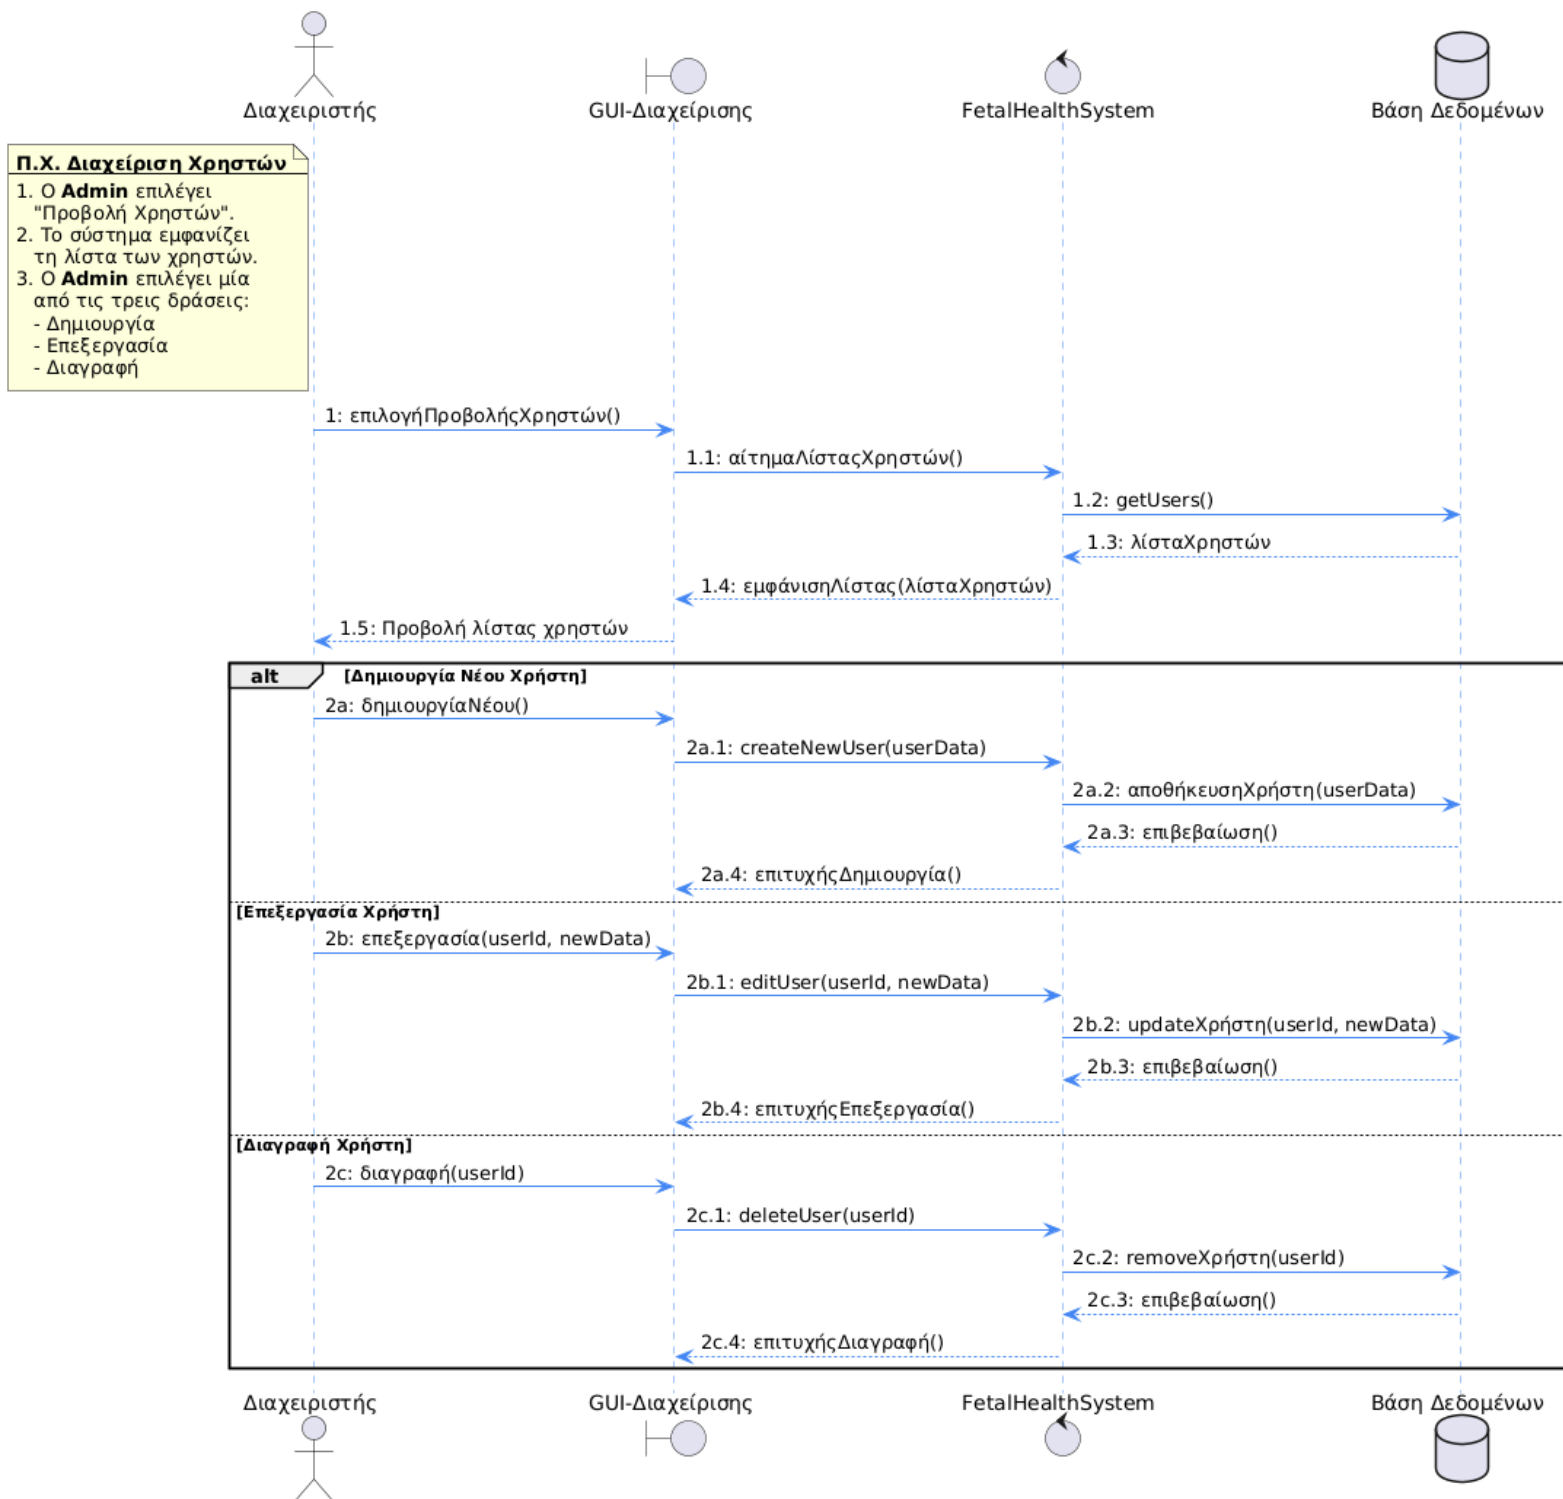 Διαχειριστής
GUI-Διαχείρισης
FetalHealthSystem
Βάση Δεδομένων
Π.Χ. Διαχείριση Χρηστών
1. Ο Admin επιλέγει
"Προβολή Χρηστών".
2. Το σύστημα εμφανίζει
τη λίστα των χρηστών.
3. Ο Admin επιλέγει μία
από τις τρεις δράσεις:
- Δημιουργία
- Επεξεργασία
- Διαγραφή
1: επιλογήΠροβολήςΧρηστών()
1.1: αίτημαΛίσταςΧρηστών()
1.2: getUsers()
1.3: λίσταΧρηστών
1.4: εμφάνισηΛίστας(λίσταΧρηστών)
1.5: Προβολή λίστας χρηστών
alt [Δημιουργία Νέου Χρήστη]
2a: δημιουργίαΝέου()
2a.1: createNewUser(userData)
2a.2: αποθήκευσηΧρήστη(userData)
2a.3: επιβεβαίωση()
2a.4: επιτυχήςΔημιουργία()
[Επεξεργασία Χρήστη]
2b: επεξεργασία(userId, newData)
2b.1: editUser(userId, newData)
2b.2: updateΧρήστη(userId, newData)
2b.3: επιβεβαίωση()
2b.4: επιτυχήςΕπεξεργασία()
[Διαγραφή Χρήστη]
2c: διαγραφή(userId)
2c.1: deleteUser(userId)
2c.2: removeΧρήστη(userId)
2c.3: επιβεβαίωση()
2c.4: επιτυχήςΔιαγραφή()
Διαχειριστής
GUI-Διαχείρισης
FetalHealthSystem
Βάση Δεδομένων